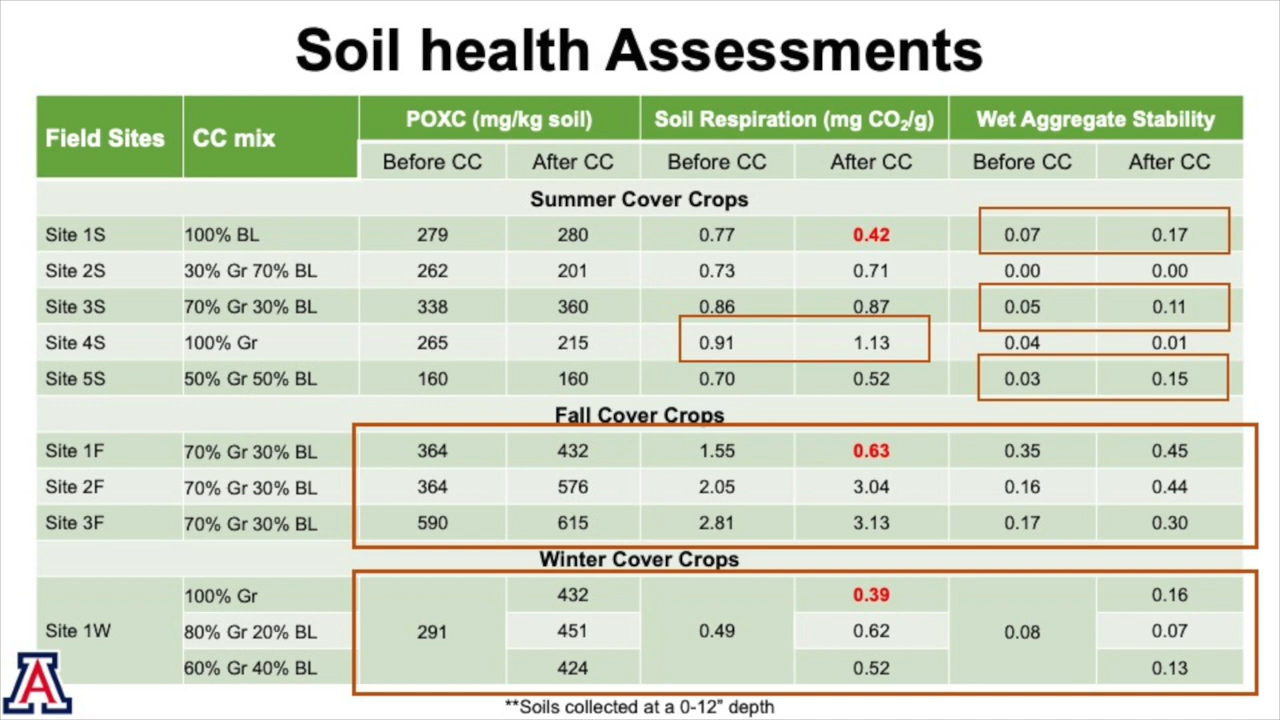 Soil health Assessments
Field Sites CC mix POXC (mg/kg soil) Soil Respiration (mg CO₂/g) Wet Aggregate Stability
Before CC After CC Before CC After CC Before CC After CC
Summer Cover Crops
Site 1S 100% BL 279 280 0.77 0.42 0.07 0.17
Site 2S 30% Gr 70% BL 262 201 0.73 0.71 0.00 0.00
Site 3S 70% Gr 30% BL 338 360 0.86 0.87 0.05 0.11
Site 4S 100% Gr 265 215 0.91 1.13 0.04 0.01
Site 5S 50% Gr 50% BL 160 160 0.70 0.52 0.03 0.15
Fall Cover Crops
Site 1F 70% Gr 30% BL 364 432 1.55 0.63 0.35 0.45
Site 2F 70% Gr 30% BL 364 576 2.05 3.04 0.16 0.44
Site 3F 70% Gr 30% BL 590 615 2.81 3.13 0.17 0.30
Winter Cover Crops
100% Gr 432 0.39 0.16
Site 1W 80% Gr 20% BL 291 451 0.49 0.62 0.08 0.07
60% Gr 40% BL 424 0.52 0.13
A
**Soils collected at a 0-12" depth